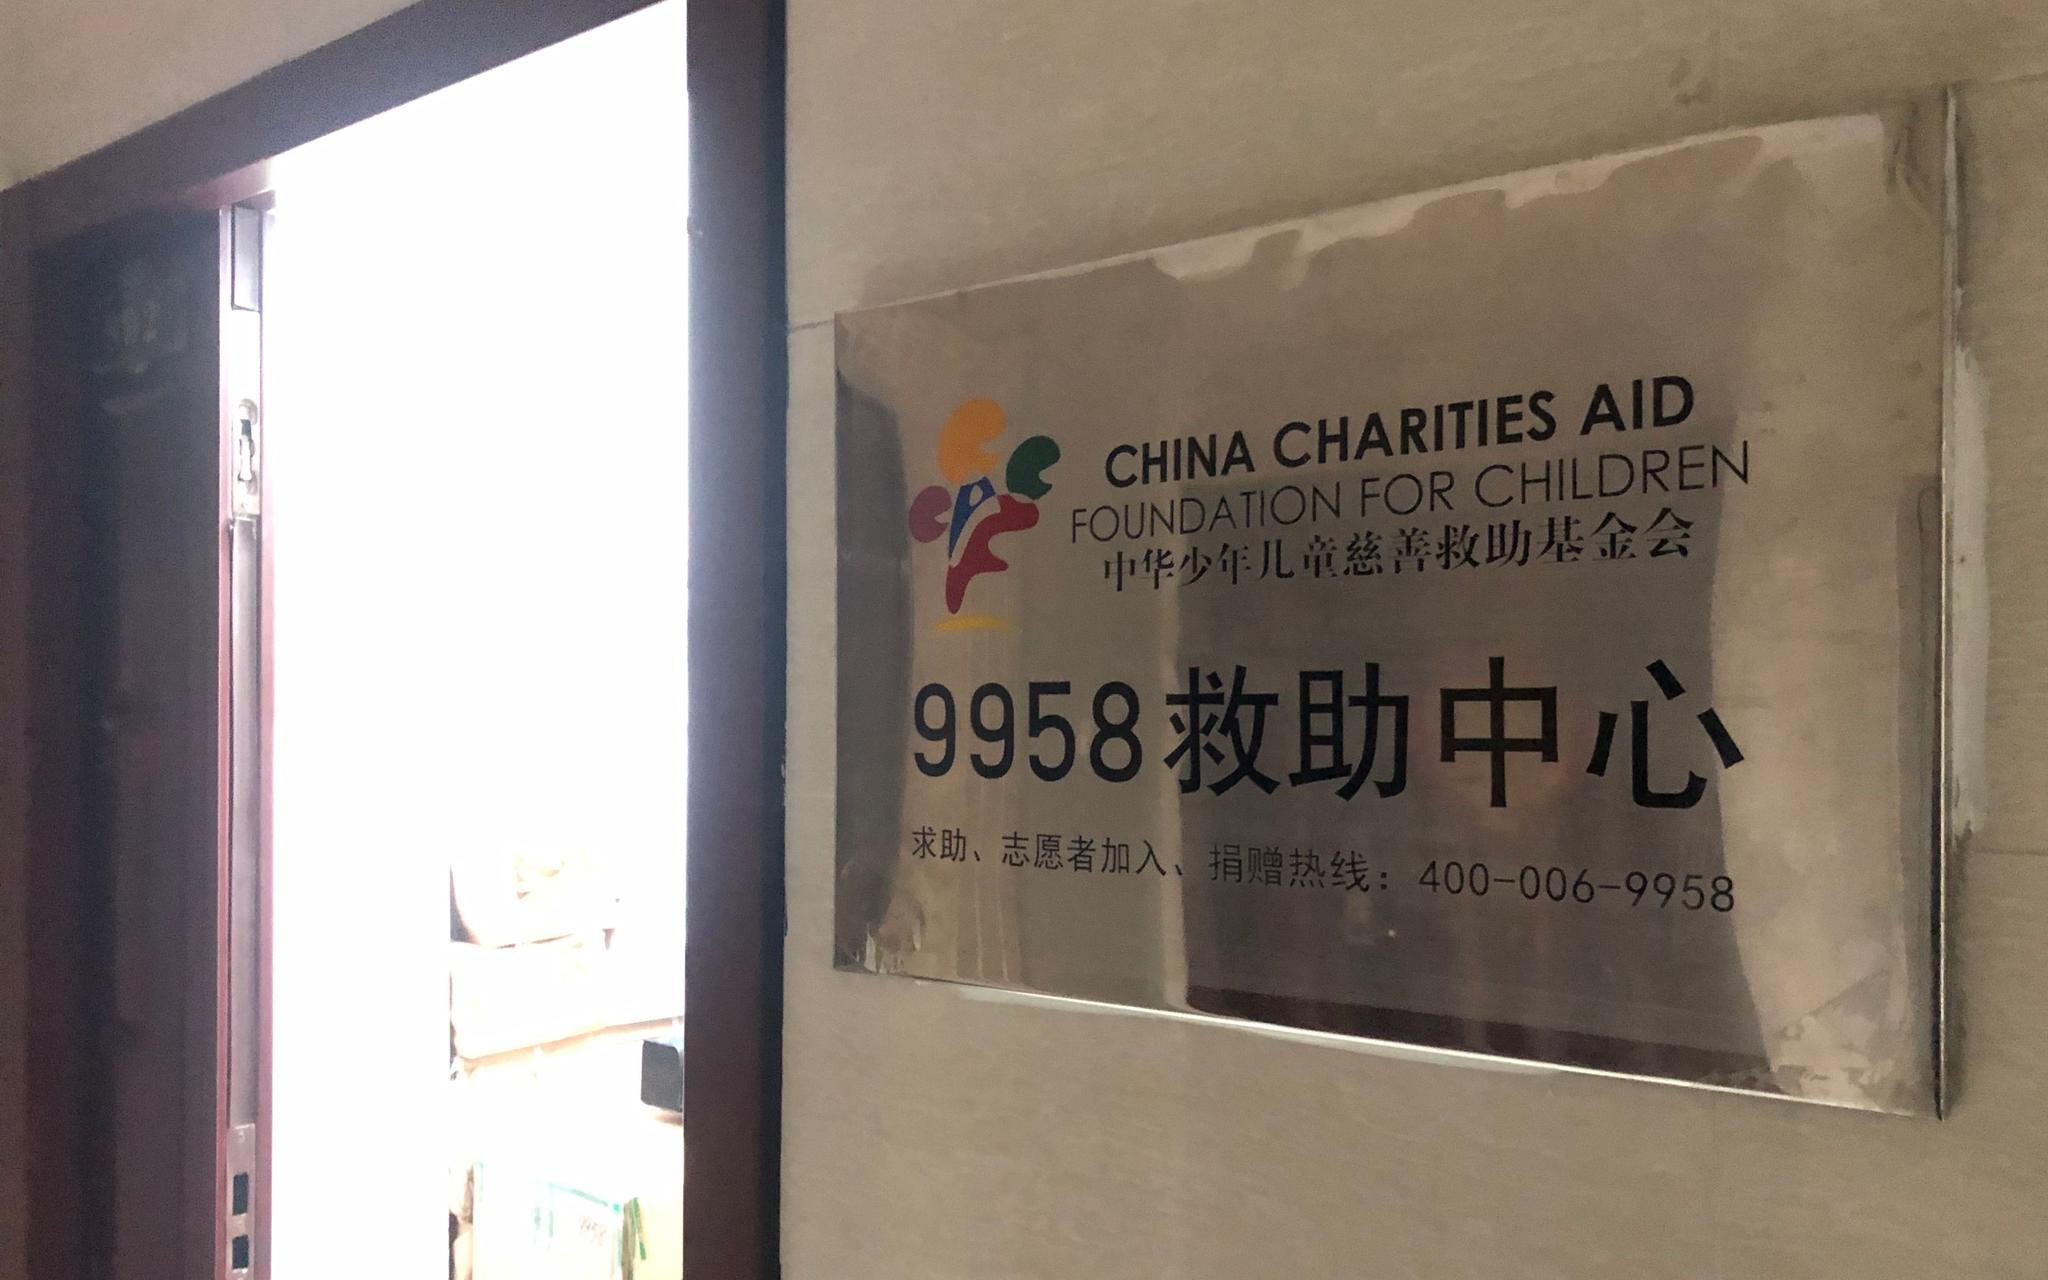 CHINA CHARITIES AID
FOUNDATION FOR CHILDREN
中华少年儿童慈善救助基金会
9958救助中心
求助、志愿者加入、捐赠热线：400-006-9958